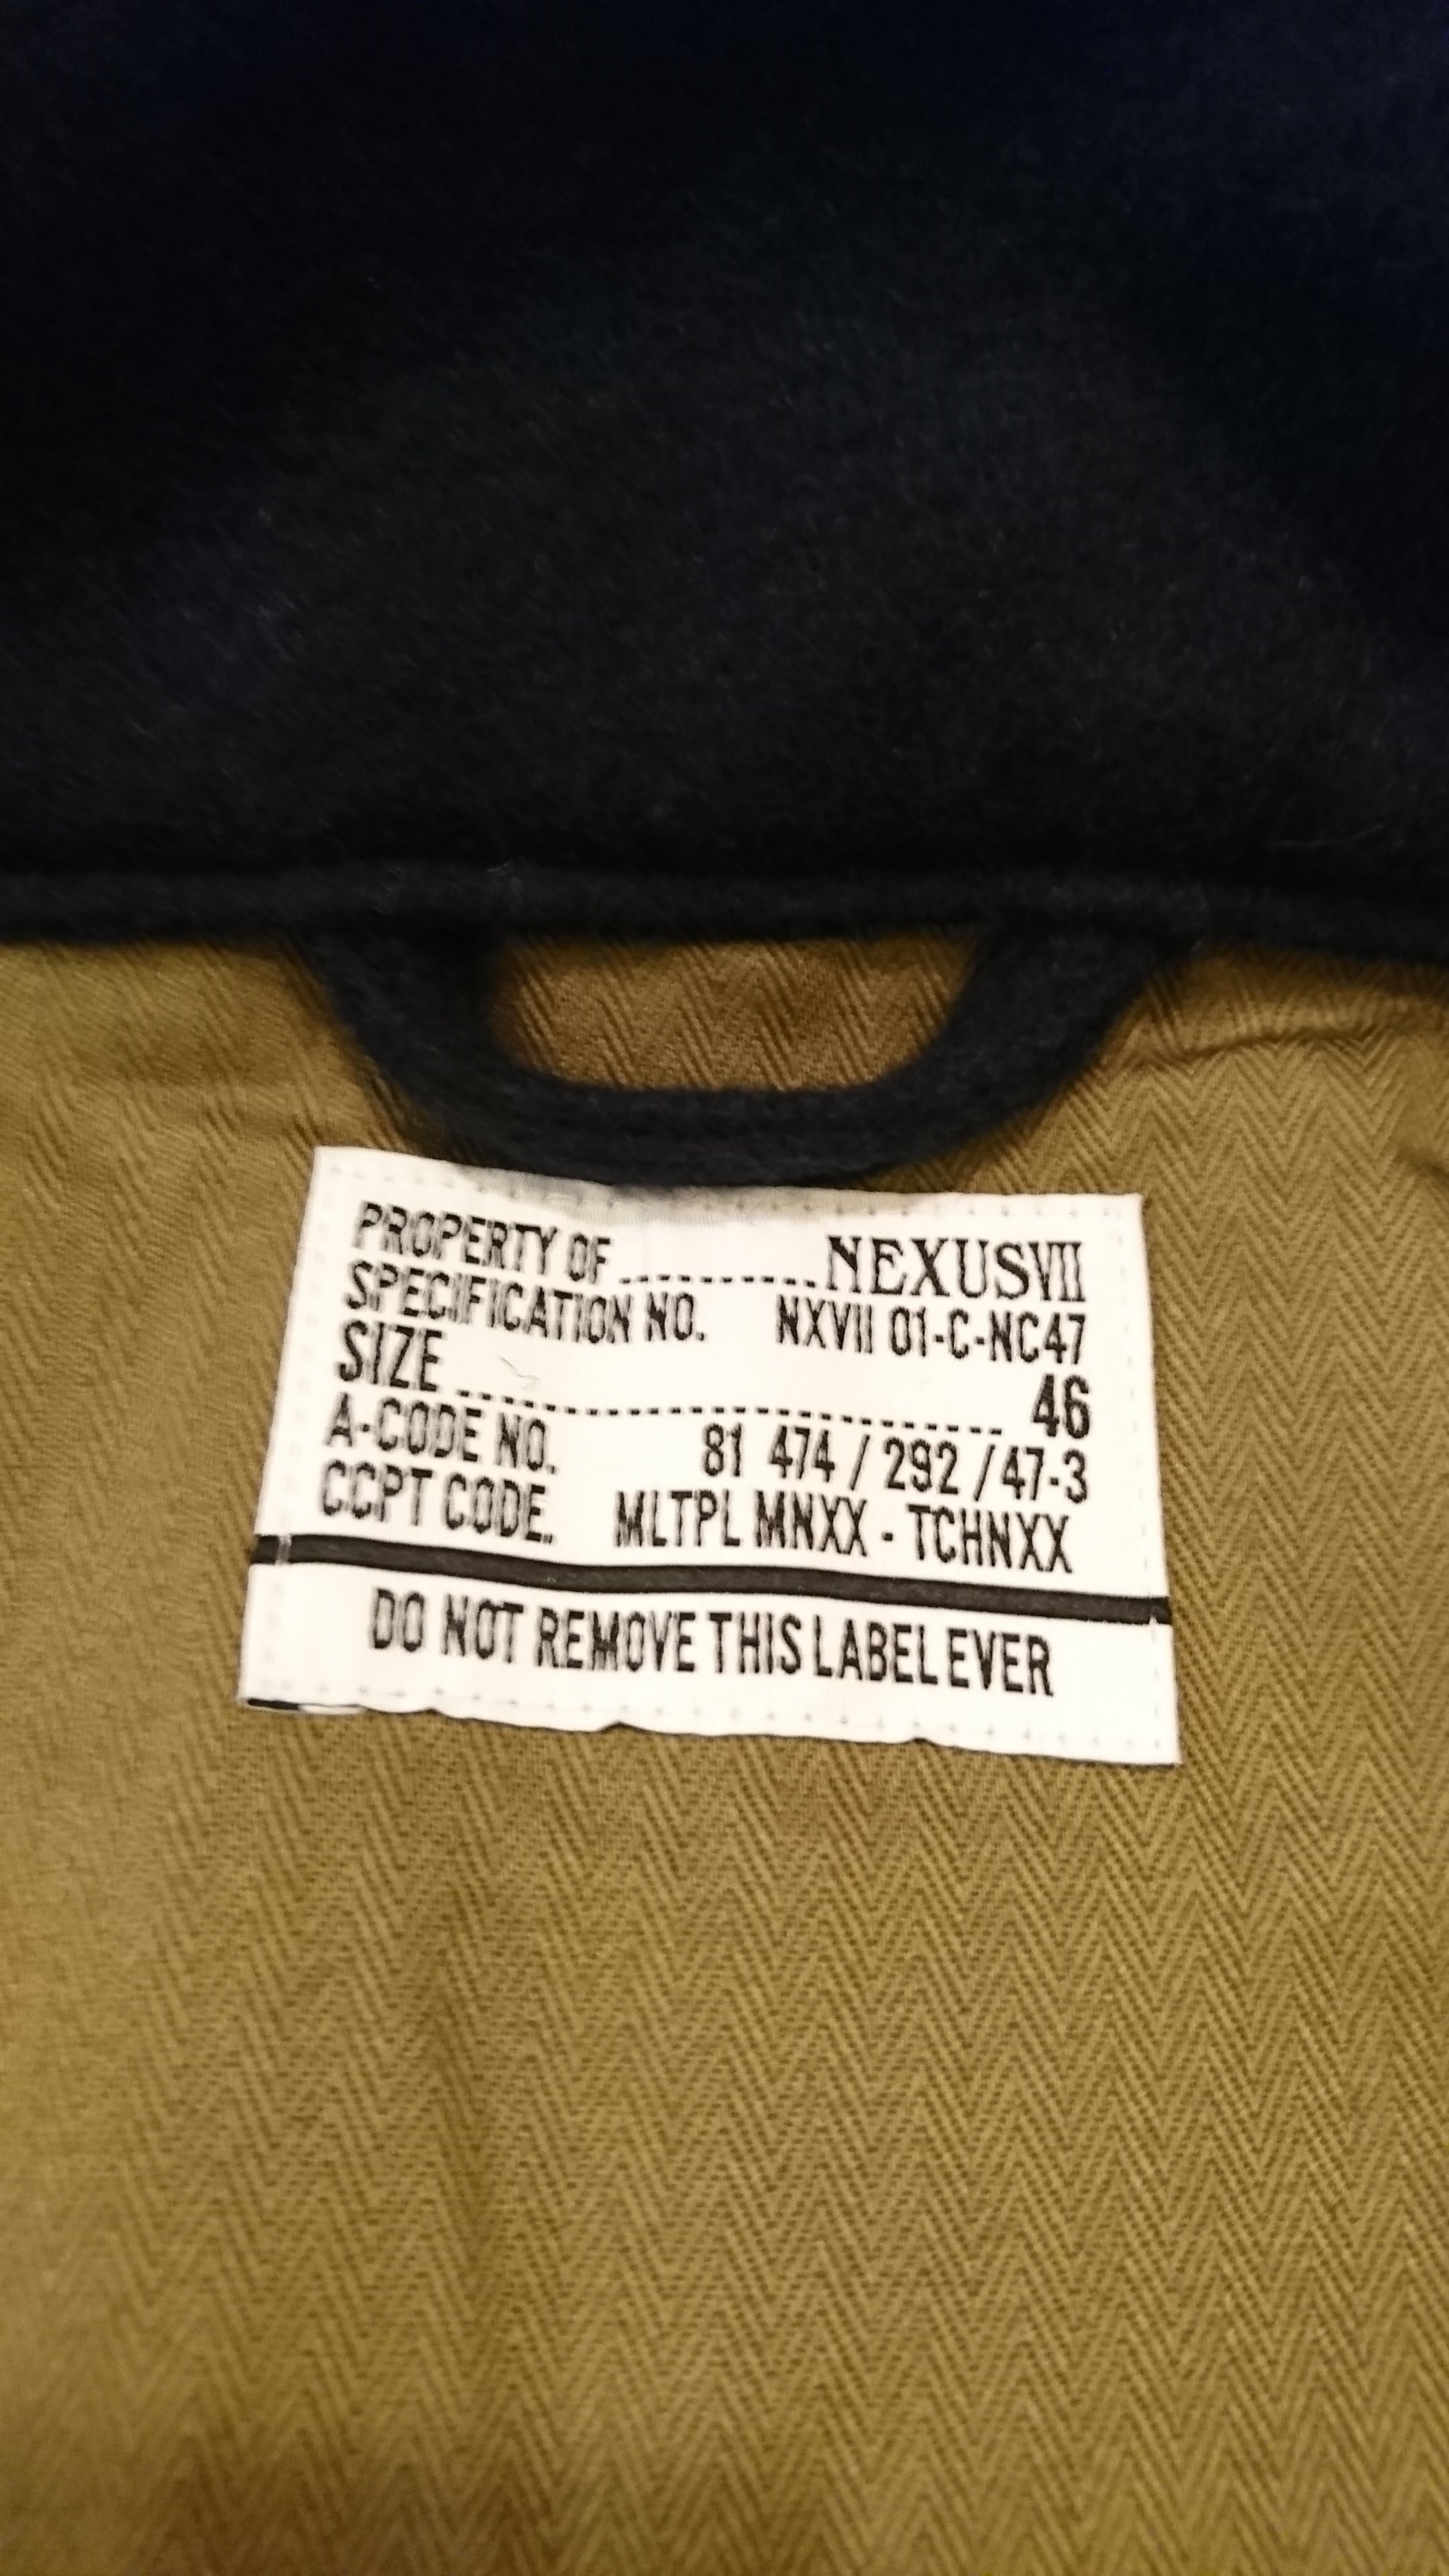 PROPERTY OF..........NEXUSVII
SPECIFICATION NO. NXVII 01-C-NC47
SIZE.............................. 46
A-CODE NO. 81 474 / 292 /47-3
CCPT CODE. MLTPL MNXX - TCHNXX
DO NOT REMOVE THIS LABEL EVER